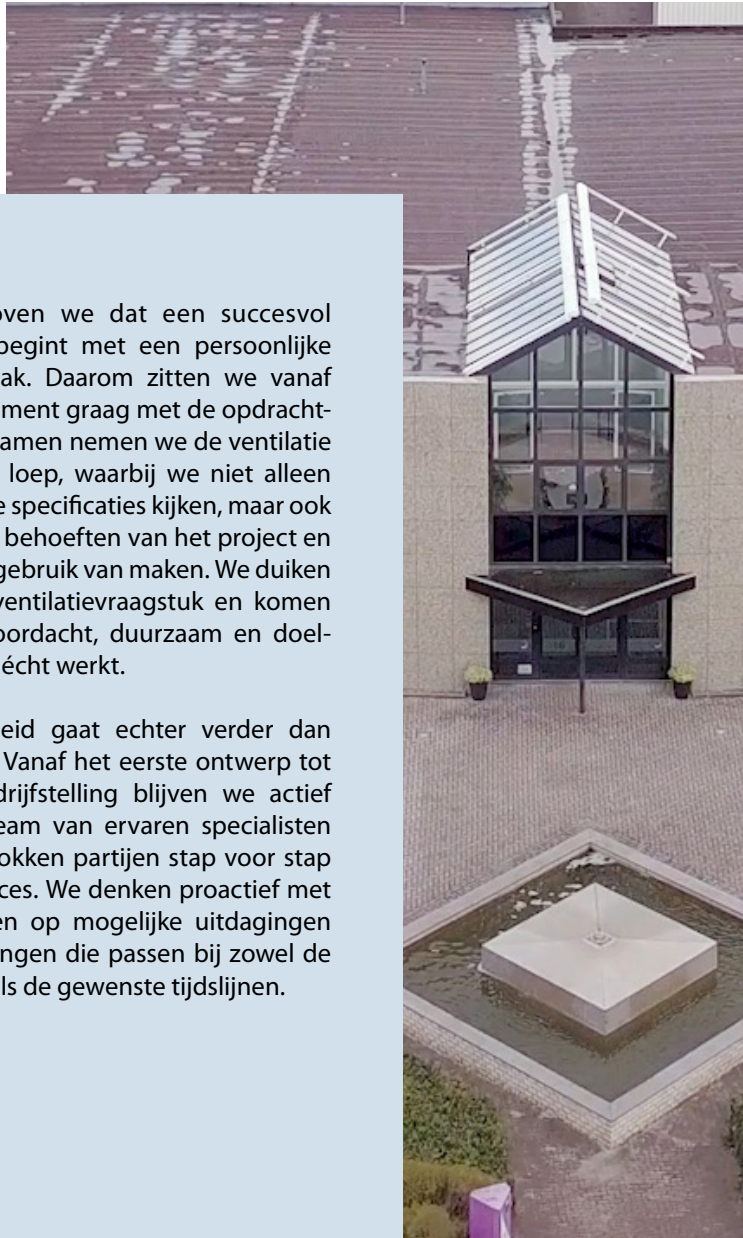 oven we dat een succesvol
begint met een persoonlijke
ak. Daarom zitten we vanaf
ment graag met de opdracht-
amen nemen we de ventilatie
loep, waarbij we niet alleen
e specificaties kijken, maar ook
behoeften van het project en
gebruik van maken. We duiken
ventilatievraagstuk en komen
oordacht, duurzaam en doel-
écht werkt.
eid gaat echter verder dan
Vanaf het eerste ontwerp tot
drijfstelling blijven we actief
eam van ervaren specialisten
okken partijen stap voor stap
ces. We denken proactief met
en op mogelijke uitdagingen
ngen die passen bij zowel de
ls de gewenste tijdslijnen.